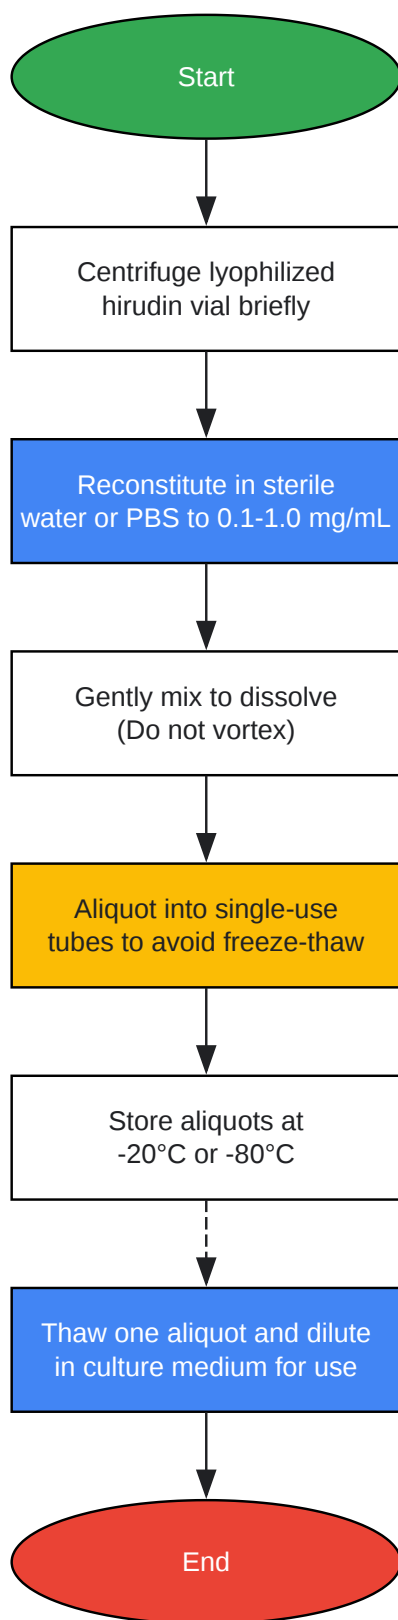 Start
Centrifuge lyophilized
hirudin vial briefly
Reconstitute in sterile
water or PBS to 0.1-1.0 mg/mL
Gently mix to dissolve
(Do not vortex)
Aliquot into single-use
tubes to avoid freeze-thaw
Store aliquots at
-20°C or -80°C
Thaw one aliquot and dilute
in culture medium for use
End